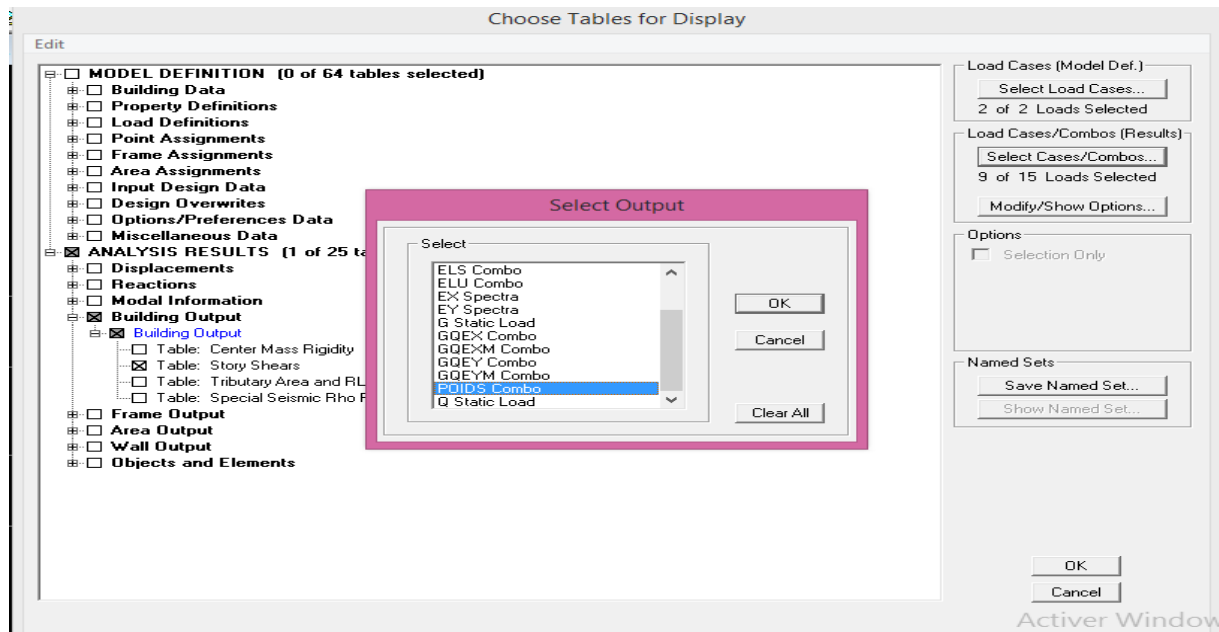 Choose Tables for Display
Edit
MODEL DEFINITION (0 of 64 tables selected)
Building Data
Property Definitions
Load Definitions
Point Assignments
Frame Assignments
Area Assignments
Input Design Data
Design Overwrites
Options/Preferences Data
Miscellaneous Data
ANALYSIS RESULTS (1 of 25 ta
Displacements
Reactions
Modal Information
Building Output
Building Output
Table: Center Mass Rigidity
Table: Story Shears
Table: Tributary Area and RL
Table: Special Seismic Rho F
Frame Output
Area Output
Wall Output
Objects and Elements
Select Output
Select
ELS Combo
ELU Combo
EX Spectra
EY Spectra
G Static Load
GQEX Combo
GQEXM Combo
GQEY Combo
GQEYM Combo
POIDS Combo
Q Static Load
OK
Cancel
Clear All
Load Cases (Model Def.)
Select Load Cases...
2 of 2 Loads Selected
Load Cases/Combos (Results)
Select Cases/Combos...
9 of 15 Loads Selected
Modify/Show Options...
Options
Selection Only
Named Sets
Save Named Set...
Show Named Set...
OK
Cancel
Activer Window